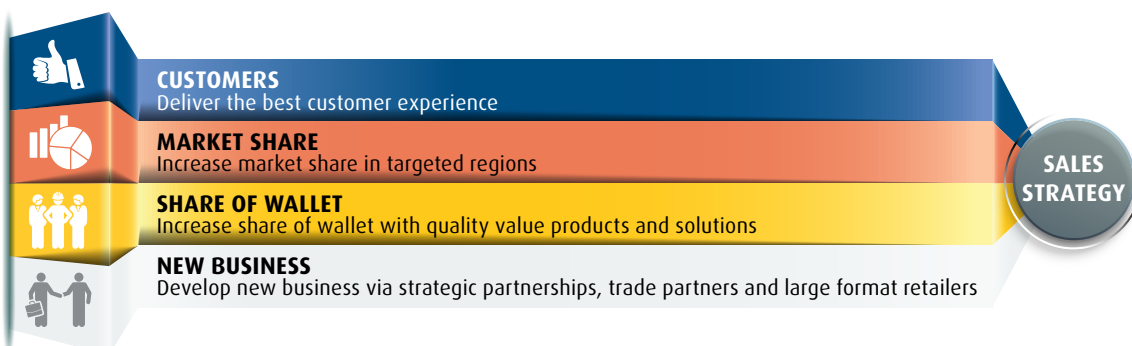 CUSTOMERS
Deliver the best customer experience
MARKET SHARE
Increase market share in targeted regions
SHARE OF WALLET
Increase share of wallet with quality value products and solutions
NEW BUSINESS
Develop new business via strategic partnerships, trade partners and large format retailers
SALES
STRATEGY